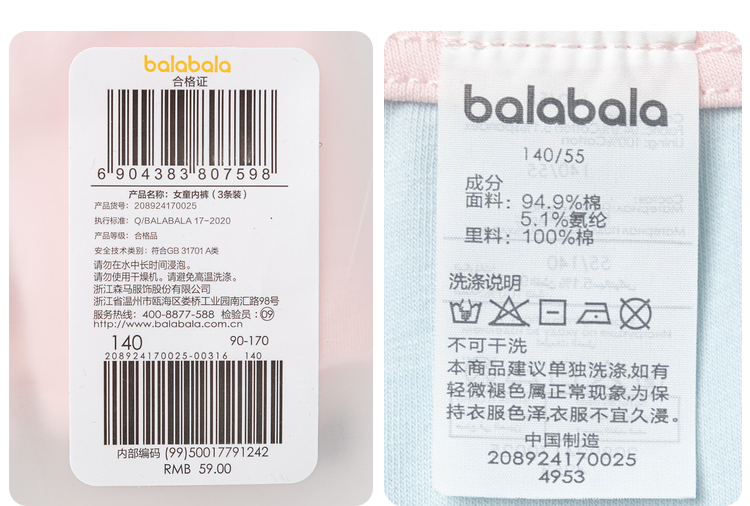 balabala
合格证
6 904383 807598
产品名称：女童内裤（3条装）
产品货号：208924170025
执行标准：Q/BALABALA 17-2020
产品等级：合格品
安全技术类别：符合GB 31701 A类
请勿在水中长时间浸泡。
请勿使用干燥机。请避免高温洗涤。
浙江森马服饰股份有限公司
浙江省温州市瓯海区娄桥工业园南汇路98号
服务热线：400-8877-588 检验员：09
http://www.balabala.com.cn
140 90-170
208924170025-00316 140
内部编码 (99)50017791242
RMB 59.00
balabala
140/55
成分
面料：94.9%棉
5.1%氨纶
里料：100%棉
洗涤说明
不可干洗
本商品建议单独洗涤,如有
轻微褪色属正常现象,为保
持衣服色泽,衣服不宜久浸。
中国制造
208924170025
4953